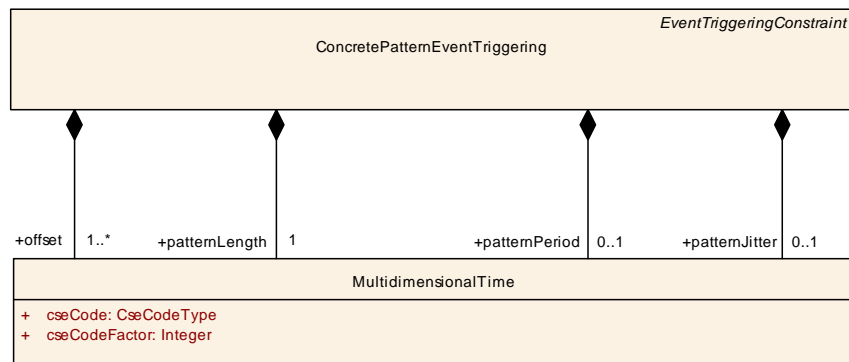 EventTriggeringConstraint
ConcretePatternEventTriggering
+offset 1..* +patternLength 1 +patternPeriod 0..1 +patternJitter 0..1
MultidimensionalTime
+ cseCode: CseCodeType
+ cseCodeFactor: Integer